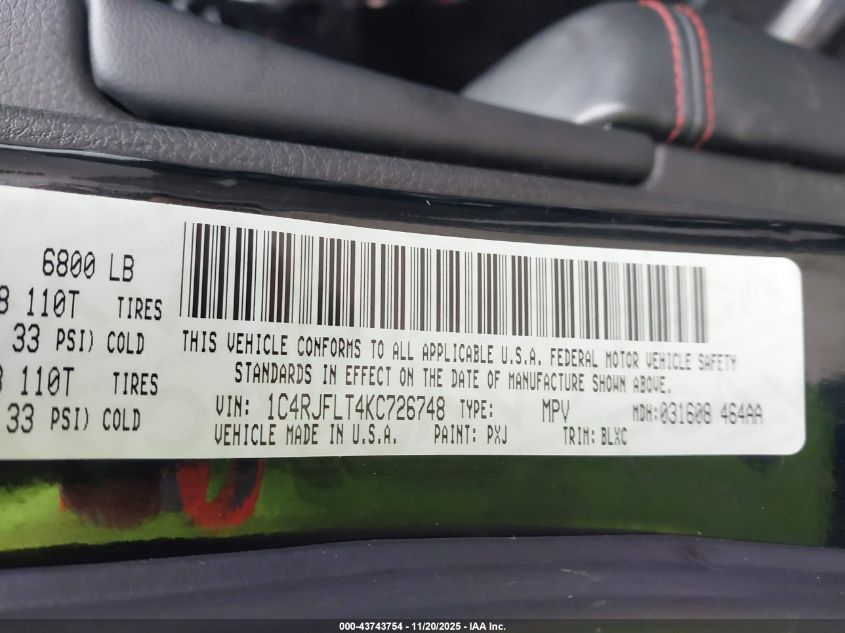 6800 LB
8 110T TIRES
33 PSI) COLD
8 110T TIRES
33 PSI) COLD
THIS VEHICLE CONFORMS TO ALL APPLICABLE U.S.A. FEDERAL MOTOR VEHICLE SAFETY
STANDARDS IN EFFECT ON THE DATE OF MANUFACTURE SHOWN ABOVE.
VIN: 1C4RJFLT4KC726748 TYPE: MPV MDH:031608 464AA
VEHICLE MADE IN U.S.A. PAINT: PXJ TRIM: BLXC
000-43743754 - 11/20/2025 - IAA Inc.